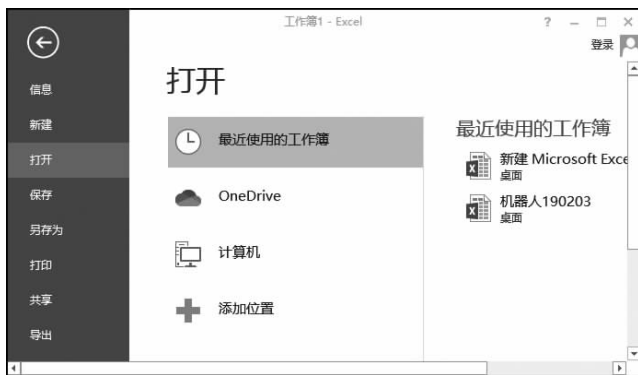 工作簿1 - Excel
?
登录
信息
新建
打开
保存
另存为
打印
共享
导出
打开
最近使用的工作簿
OneDrive
计算机
添加位置
最近使用的工作簿
新建 Microsoft Exce
桌面
机器人190203
桌面